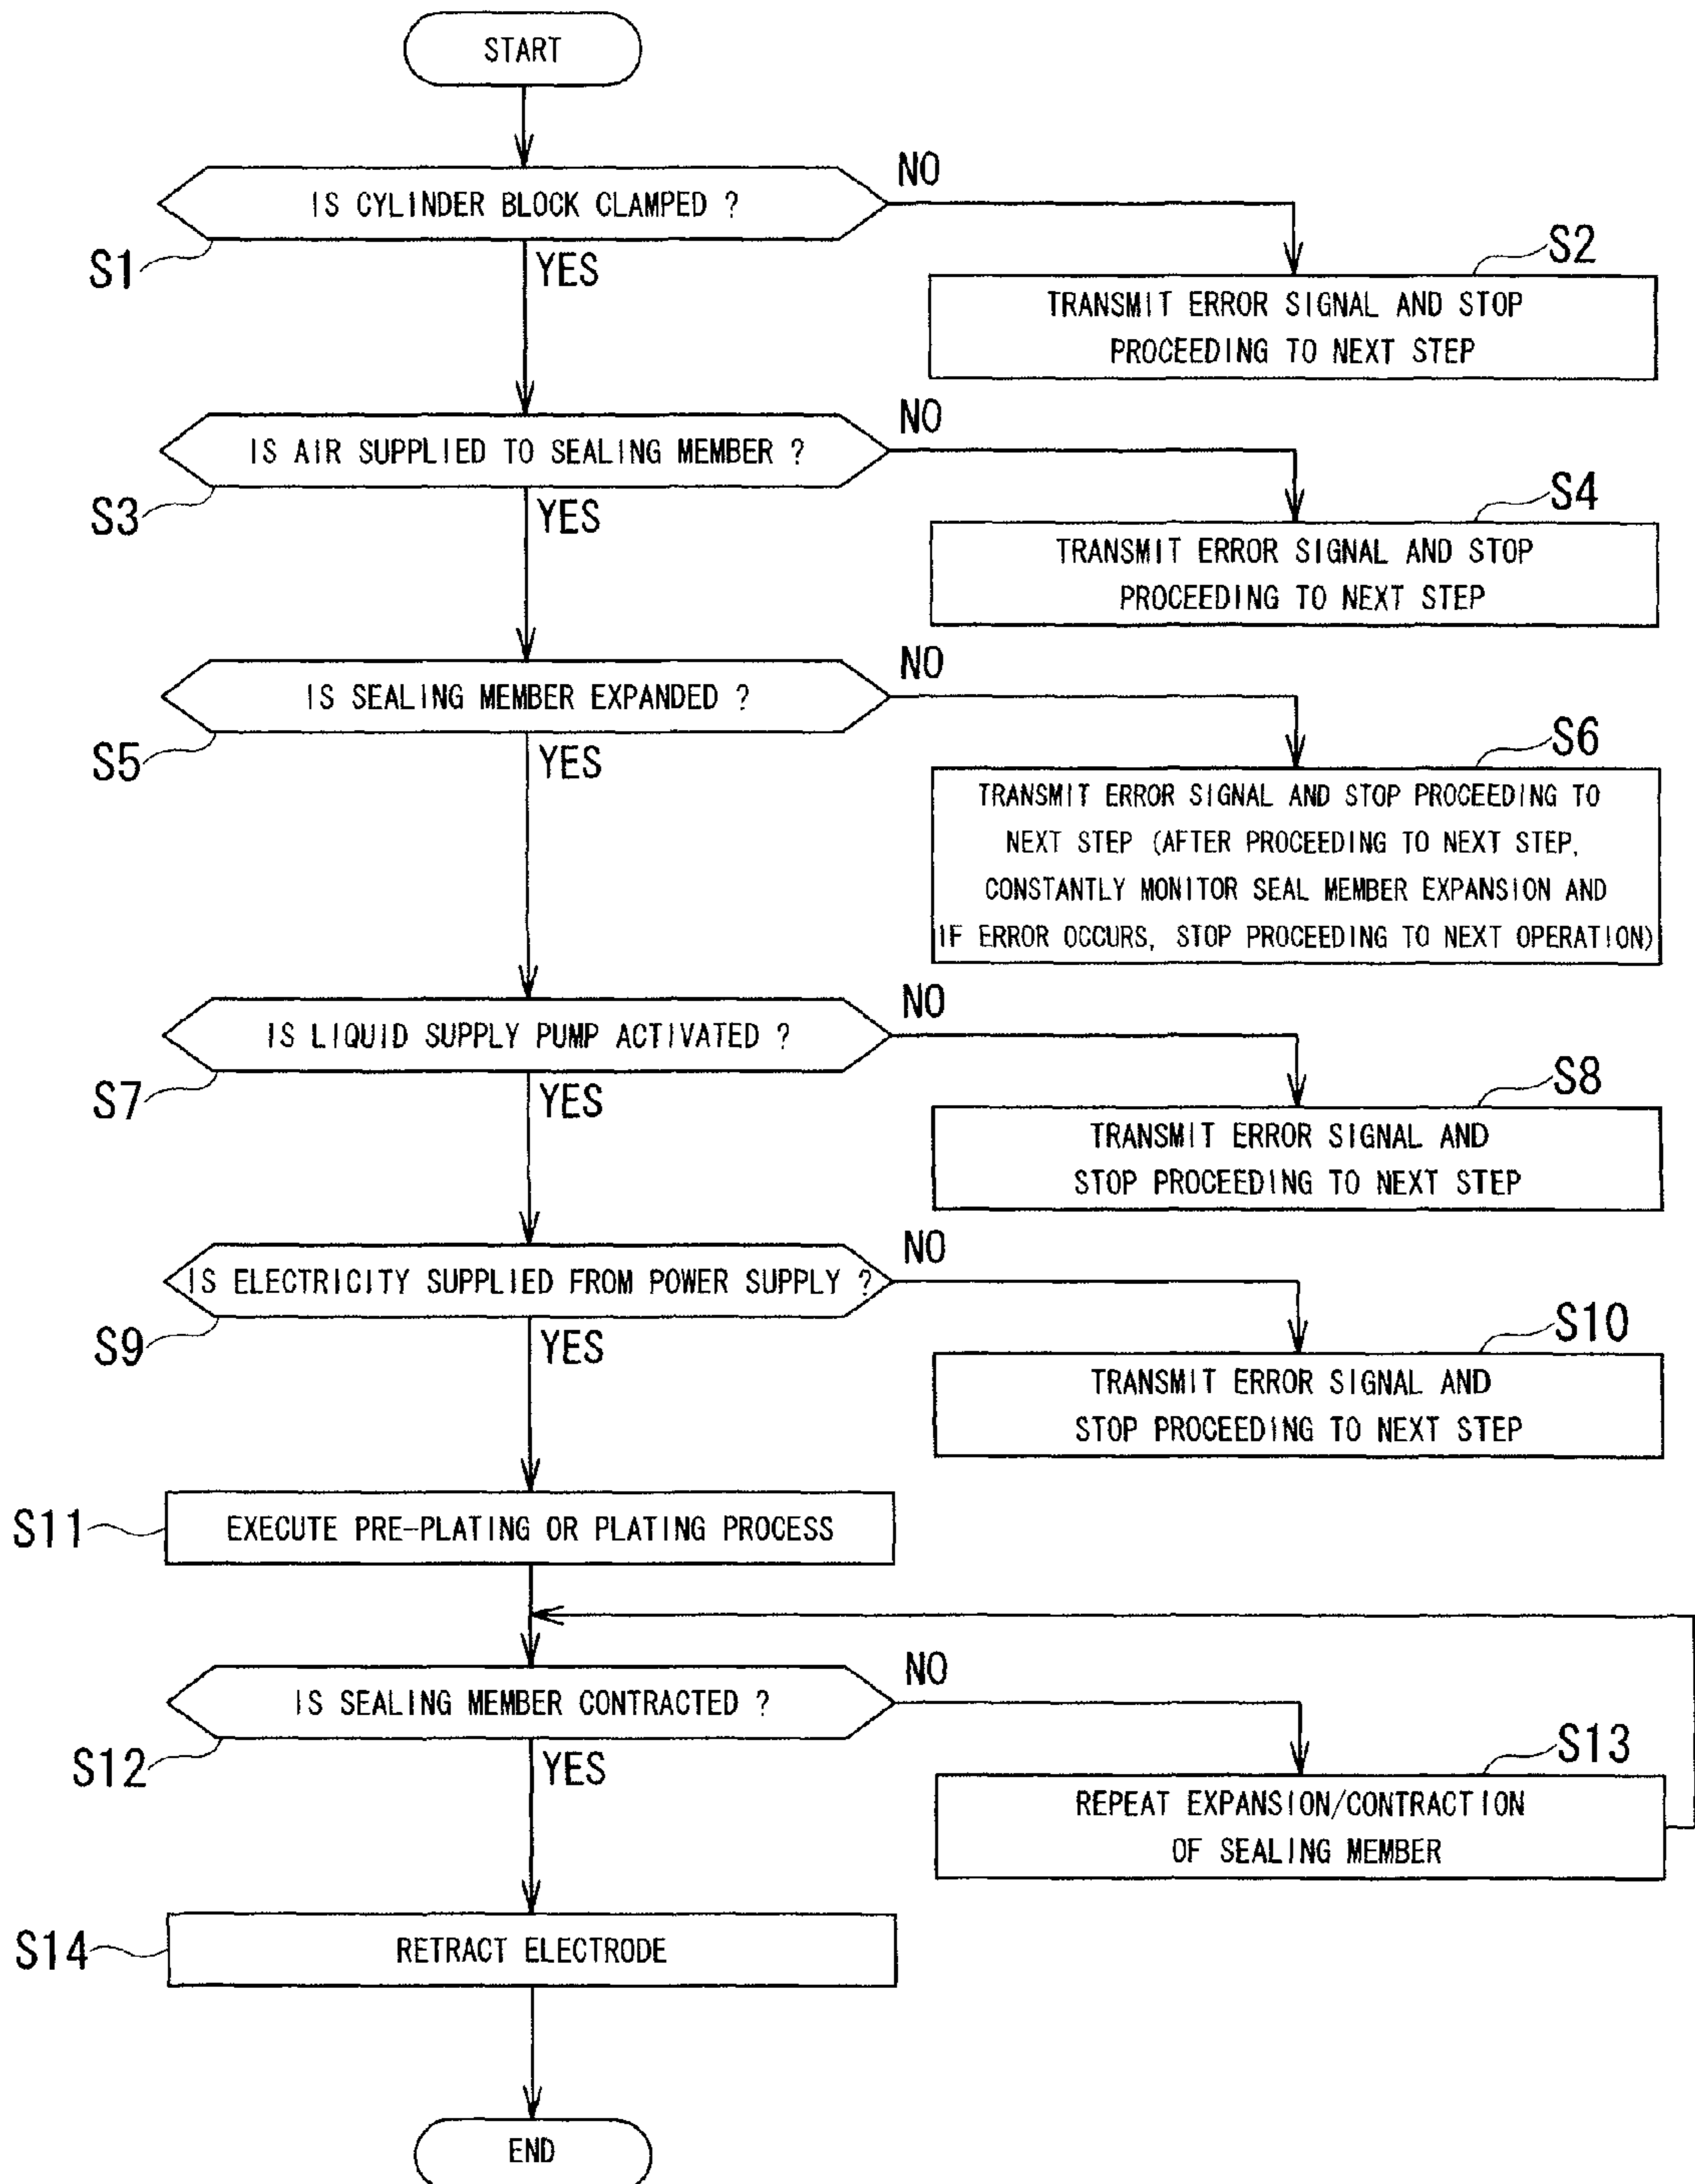 START
IS CYLINDER BLOCK CLAMPED ?
NO
S1
YES
S2
TRANSMIT ERROR SIGNAL AND STOP
PROCEEDING TO NEXT STEP
IS AIR SUPPLIED TO SEALING MEMBER ?
NO
S3
YES
S4
TRANSMIT ERROR SIGNAL AND STOP
PROCEEDING TO NEXT STEP
IS SEALING MEMBER EXPANDED ?
NO
S5
YES
S6
TRANSMIT ERROR SIGNAL AND STOP PROCEEDING TO
NEXT STEP (AFTER PROCEEDING TO NEXT STEP,
CONSTANTLY MONITOR SEAL MEMBER EXPANSION AND
IF ERROR OCCURS, STOP PROCEEDING TO NEXT OPERATION)
IS LIQUID SUPPLY PUMP ACTIVATED ?
NO
S7
YES
S8
TRANSMIT ERROR SIGNAL AND
STOP PROCEEDING TO NEXT STEP
IS ELECTRICITY SUPPLIED FROM POWER SUPPLY ?
NO
S9
YES
S10
TRANSMIT ERROR SIGNAL AND
STOP PROCEEDING TO NEXT STEP
S11
EXECUTE PRE-PLATING OR PLATING PROCESS
IS SEALING MEMBER CONTRACTED ?
NO
S12
YES
S13
REPEAT EXPANSION/CONTRACTION
OF SEALING MEMBER
S14
RETRACT ELECTRODE
END